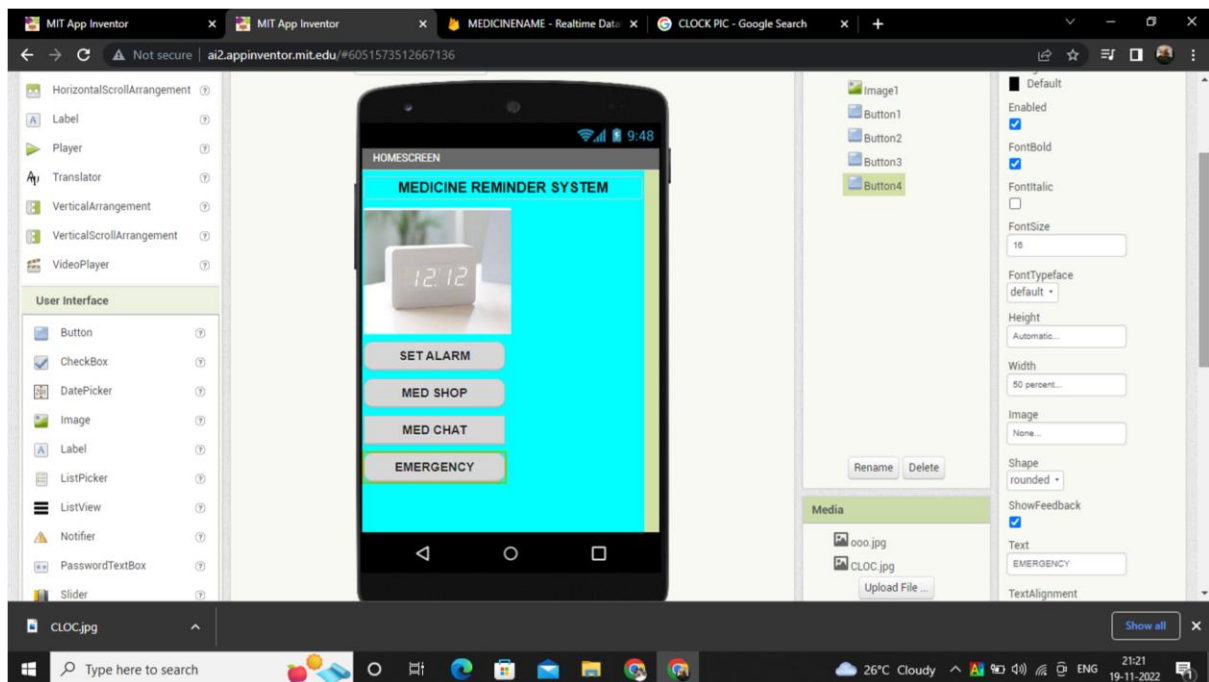 MIT App Inventor
MIT App Inventor
MEDICINENAME - Realtime Data
CLOCK PIC - Google Search
Not secure | ai2.appinventor.mit.edu/#6051573512667136
HorizontalScrollArrangement
Label
Player
Translator
VerticalArrangement
VerticalScrollArrangement
VideoPlayer
User Interface
Button
CheckBox
DatePicker
Image
Label
ListPicker
ListView
Notifier
PasswordTextBox
Slider
9:48
HOMESCREEN
MEDICINE REMINDER SYSTEM
12:12
SET ALARM
MED SHOP
MED CHAT
EMERGENCY
Image1
Button1
Button2
Button3
Button4
Rename Delete
Media
ooo.jpg
CLOC.jpg
Upload File ...
Default
Enabled
FontBold
FontItalic
FontSize
16
FontTypeface
default
Height
Automatic...
Width
50 percent...
Image
None...
Shape
rounded
ShowFeedback
Text
EMERGENCY
TextAlignment
CLOC.jpg
Show all
Type here to search
26°C Cloudy
ENG
21:21
19-11-2022